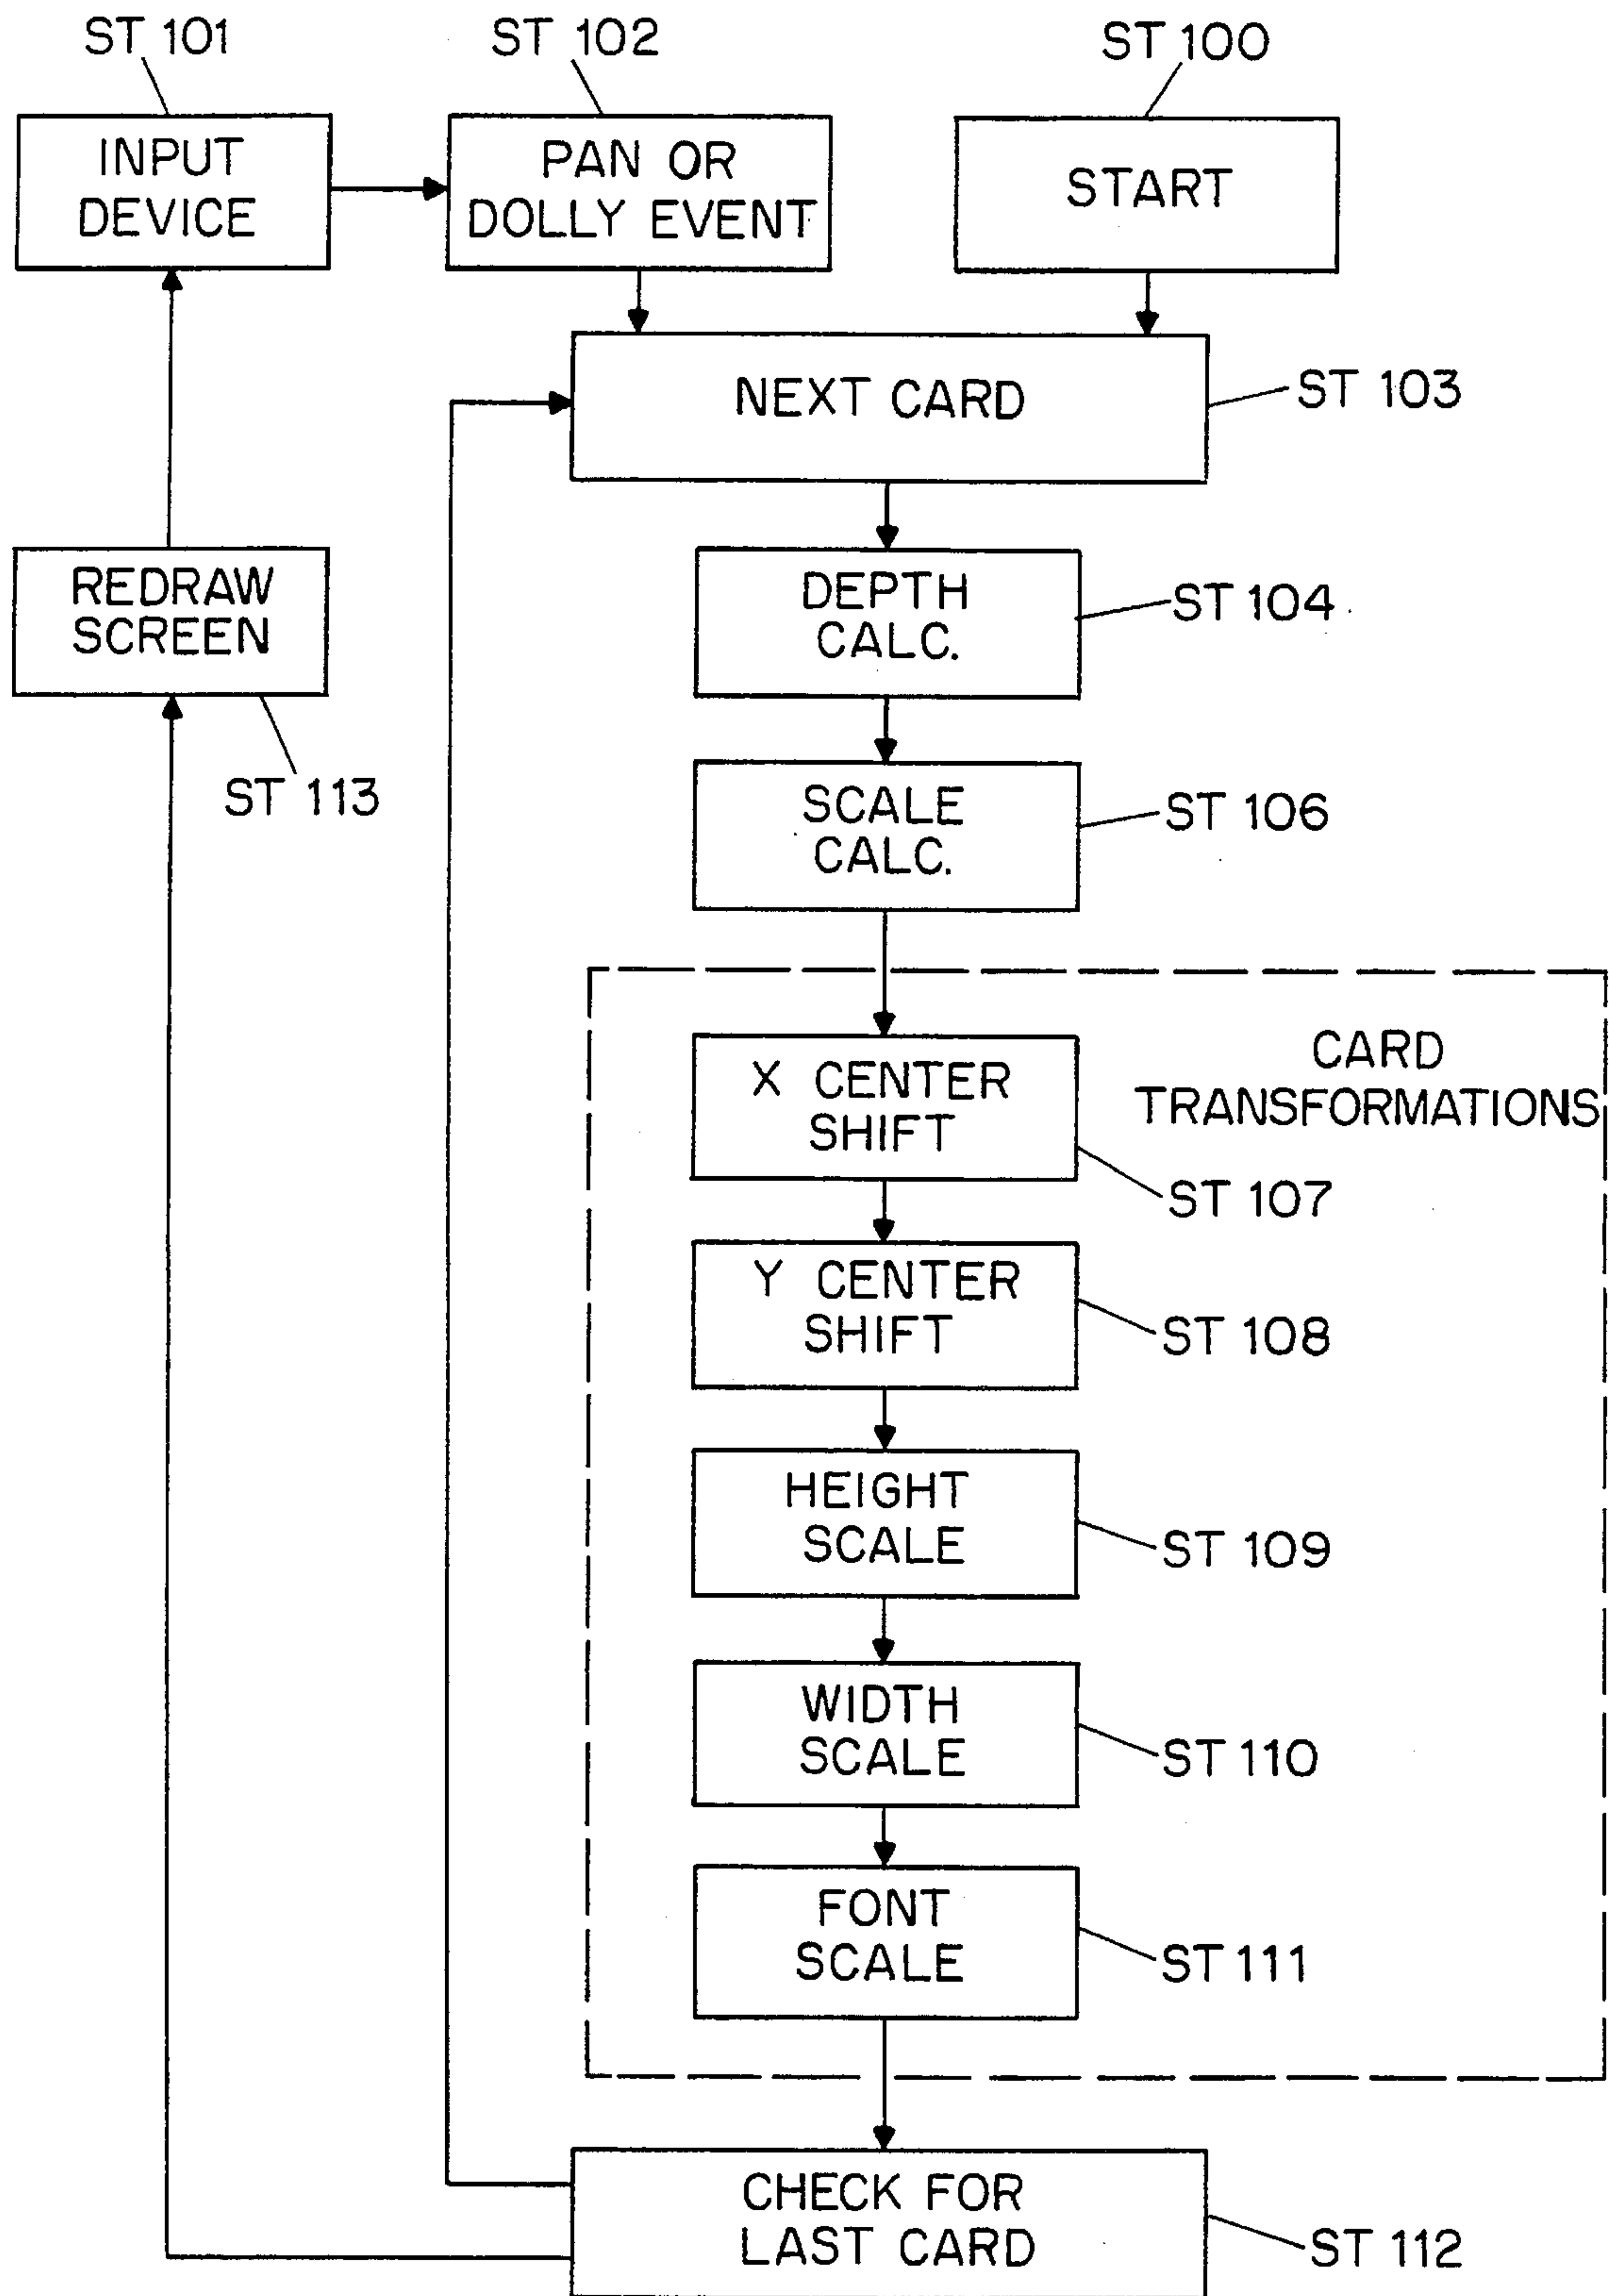 ST 101
ST 102
ST 100
INPUT
DEVICE
PAN OR
DOLLY EVENT
START
NEXT CARD
ST 103
REDRAW
SCREEN
ST 113
DEPTH
CALC.
ST 104
SCALE
CALC.
ST 106
CARD
TRANSFORMATIONS
X CENTER
SHIFT
ST 107
Y CENTER
SHIFT
ST 108
HEIGHT
SCALE
ST 109
WIDTH
SCALE
ST 110
FONT
SCALE
ST 111
CHECK FOR
LAST CARD
ST 112